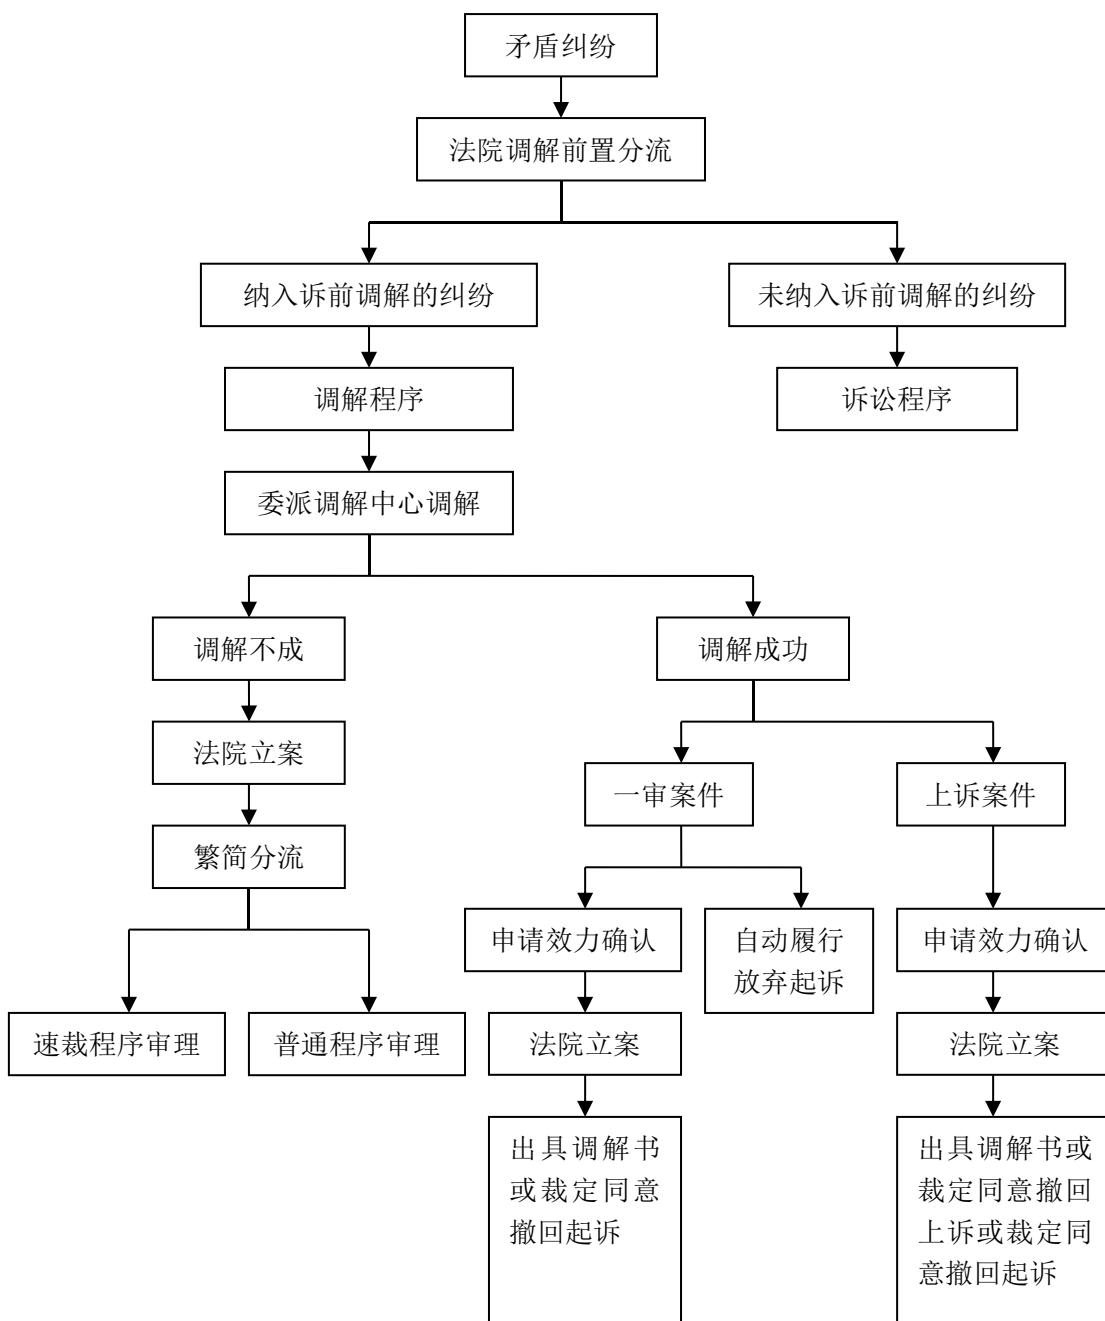 矛盾纠纷
法院调解前置分流
纳入诉前调解的纠纷
未纳入诉前调解的纠纷
调解程序
诉讼程序
委派调解中心调解
调解不成
调解成功
法院立案
一审案件
上诉案件
繁简分流
申请效力确认
自动履行
放弃起诉
申请效力确认
速裁程序审理
普通程序审理
法院立案
法院立案
出具调解书
或裁定同意
撤回起诉
出具调解书或
裁定同意撤回
上诉或裁定同
意撤回起诉